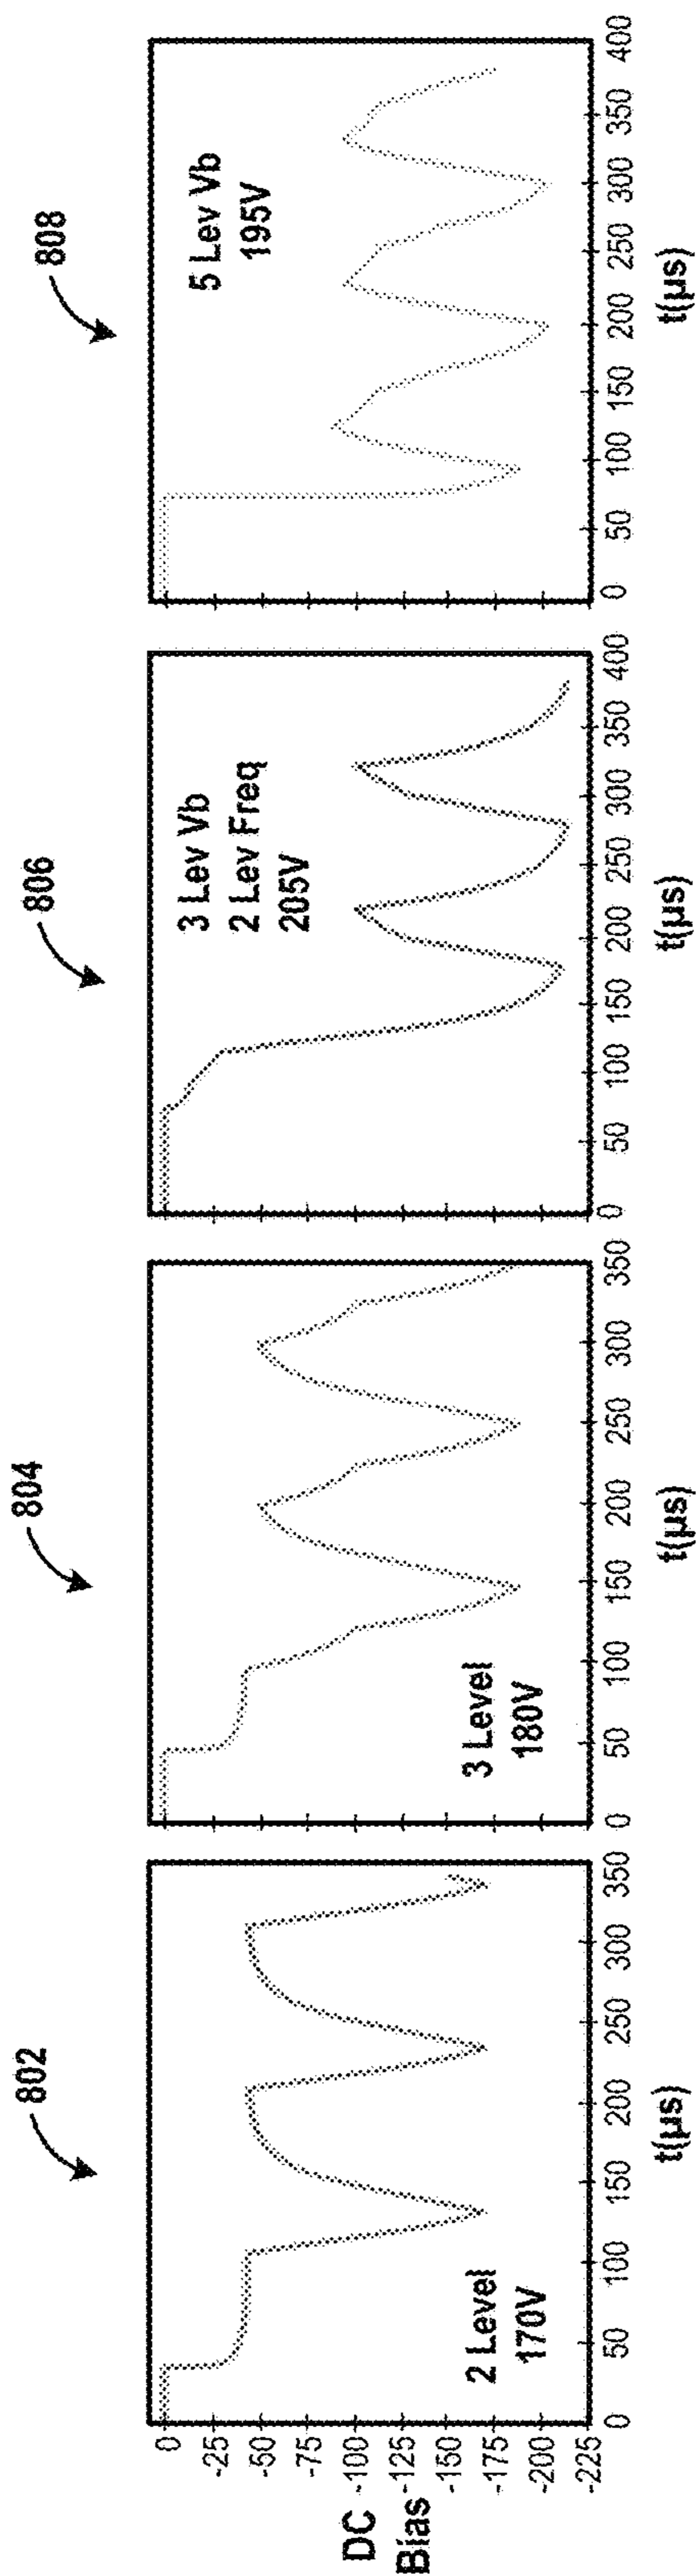 802
804
806
808
DC
Bias
0
-25
-50
-75
-100
-125
-150
-175
-200
-225
2 Level
170V
0 50 100 150 200 250 300 350
t(µs)
3 Level
180V
0 50 100 150 200 250 300 350
t(µs)
3 Lev Vb
2 Lev Freq
205V
0 50 100 150 200 250 300 350 400
t(µs)
5 Lev Vb
195V
0 50 100 150 200 250 300 350 400
t(µs)